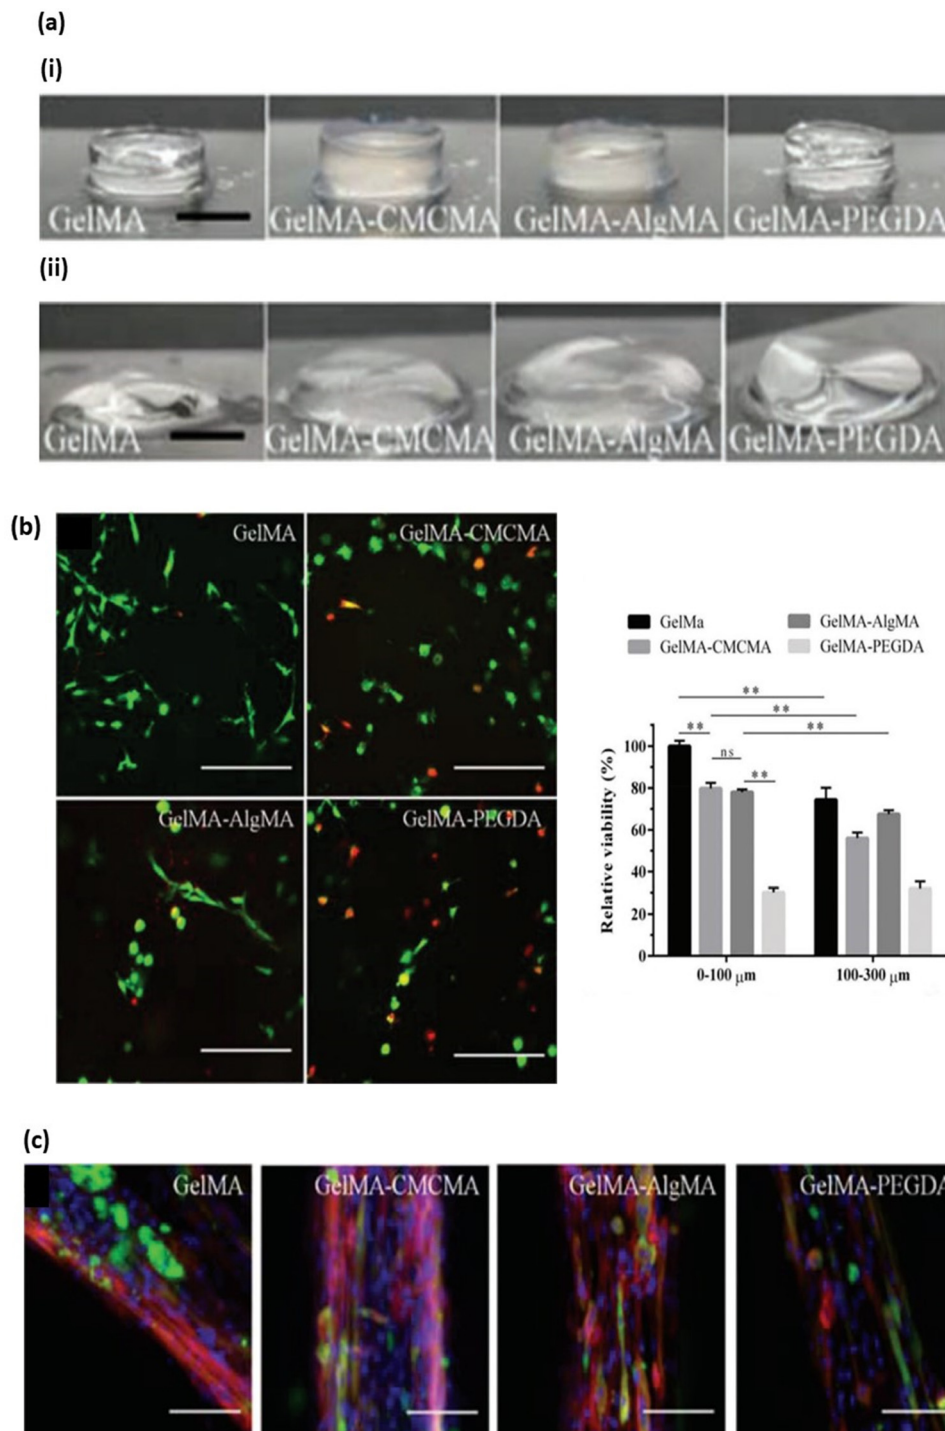 (a)
(i)
GelMA
GelMA-CMCMA
GelMA-AlgMA
GelMA-PEGDA
(ii)
GelMA
GelMA-CMCMA
GelMA-AlgMA
GelMA-PEGDA
(b)
GelMA
GelMA-CMCMA
GelMA-AlgMA
GelMA-PEGDA
GelMa
GelMA-AlgMA
GelMA-CMCMA
GelMA-PEGDA
**
**
** ns **
**
Relative viability (%)
100
80
60
40
20
0
0-100 μm
100-300 μm
(c)
GelMA
GelMA-CMCMA
GelMA-AlgMA
GelMA-PEGDA